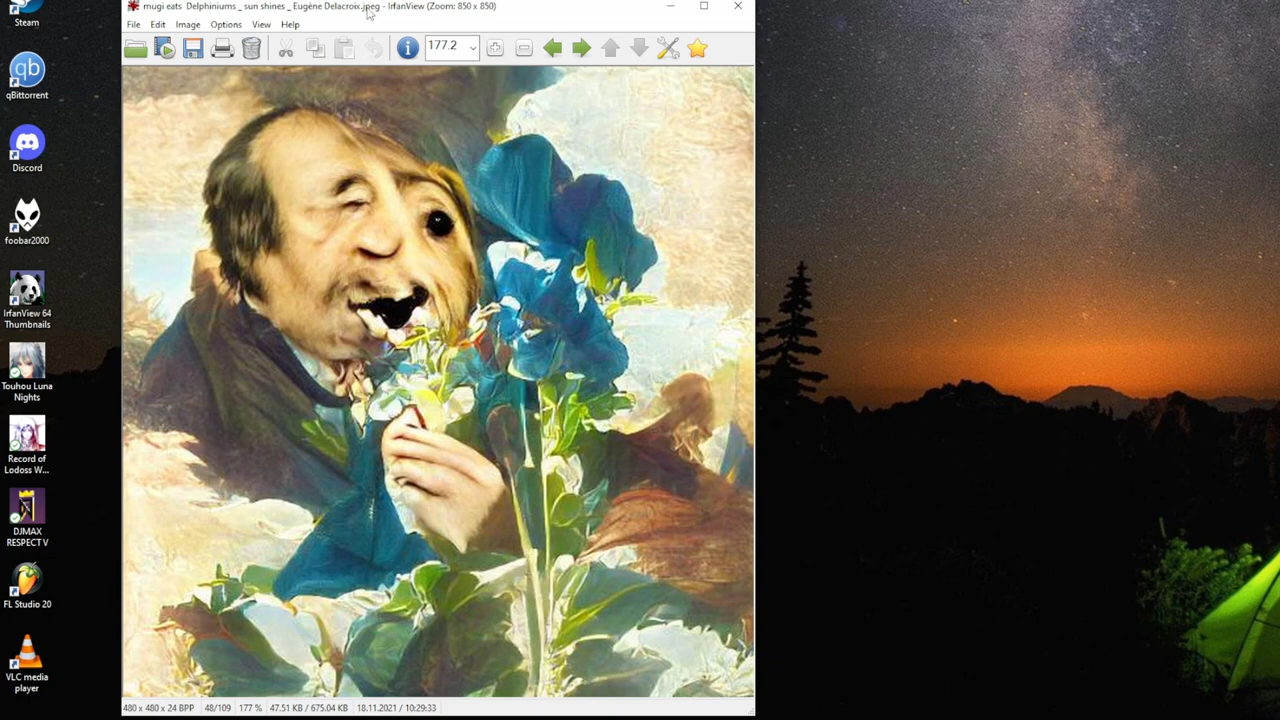 mugi eats Delphiniums _ sun shines _ Eugène Delacroix.jpeg - IrfanView (Zoom: 850 x 850)
File Edit Image Options View Help
177.2
Steam
qb
qBittorrent
Discord
foobar2000
IrfanView 64
Thumbnails
Touhou Luna
Nights
Record of
Lodoss W...
DJMAX
RESPECT V
FL Studio 20
VLC media
player
480 x 480 x 24 BPP 48/109 177 % 47.51 KB / 675.04 KB 18.11.2021 / 10:29:33